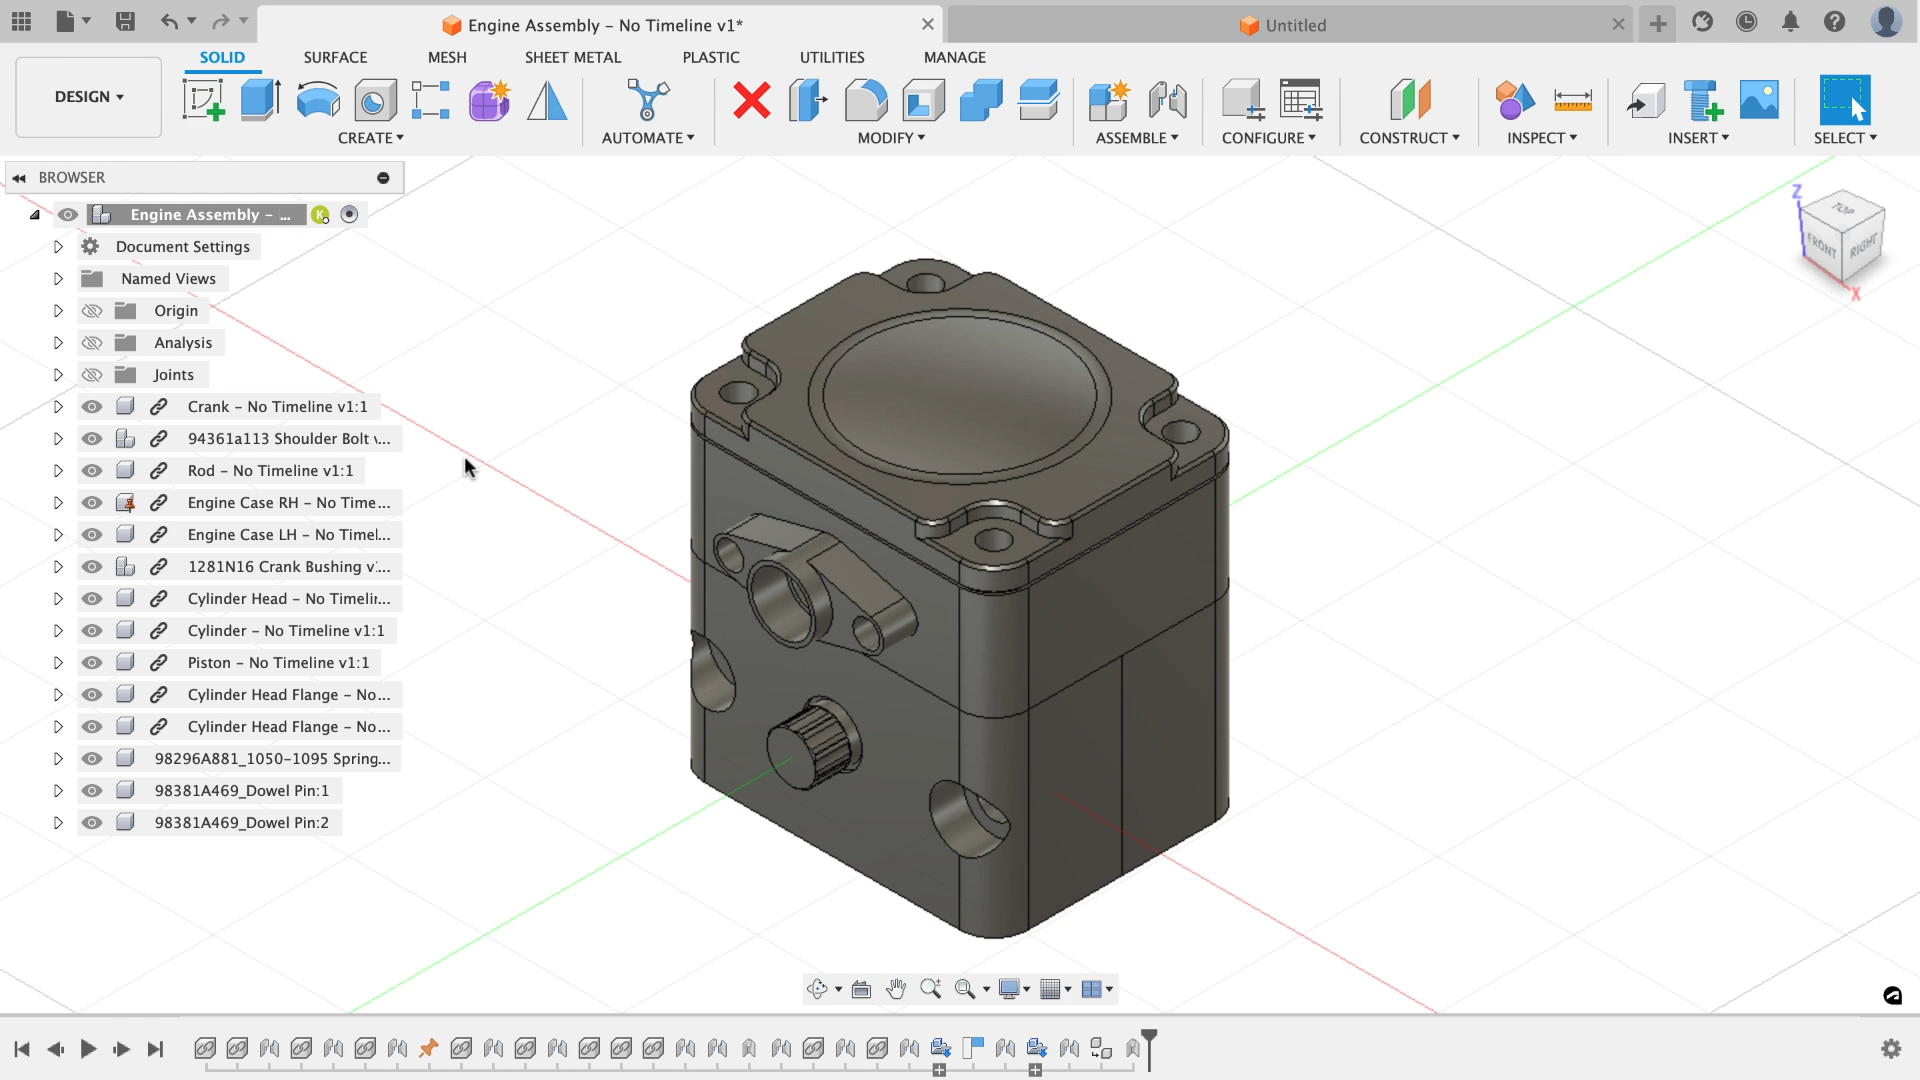 Engine Assembly – No Timeline v1*
Untitled
DESIGN
SOLID
SURFACE
MESH
SHEET METAL
PLASTIC
UTILITIES
MANAGE
CREATE
AUTOMATE
MODIFY
ASSEMBLE
CONFIGURE
CONSTRUCT
INSPECT
INSERT
SELECT
BROWSER
Engine Assembly – ...
K
Document Settings
Named Views
Origin
Analysis
Joints
Crank – No Timeline v1:1
94361a113 Shoulder Bolt v...
Rod – No Timeline v1:1
Engine Case RH – No Time...
Engine Case LH – No Timel...
1281N16 Crank Bushing v:...
Cylinder Head – No Timelin...
Cylinder – No Timeline v1:1
Piston – No Timeline v1:1
Cylinder Head Flange – No...
Cylinder Head Flange – No...
98296A881_1050–1095 Spring...
98381A469_Dowel Pin:1
98381A469_Dowel Pin:2
Z
TOP
FRONT
RIGHT
X